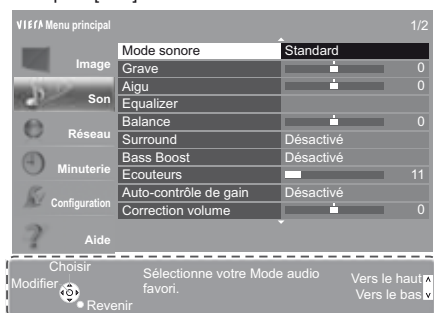 VIERA Menu principal 1/2
Image
Son
Réseau
Minuterie
Configuration
Aide
Mode sonore Standard
Grave 0
Aigu 0
Equalizer
Balance 0
Surround Désactivé
Bass Boost Désactivé
Ecouteurs 11
Auto-contrôle de gain Désactivé
Correction volume 0
Choisir
Modifier
Revenir
Sélectionne votre Mode audio
favori.
Vers le haut
Vers le bas